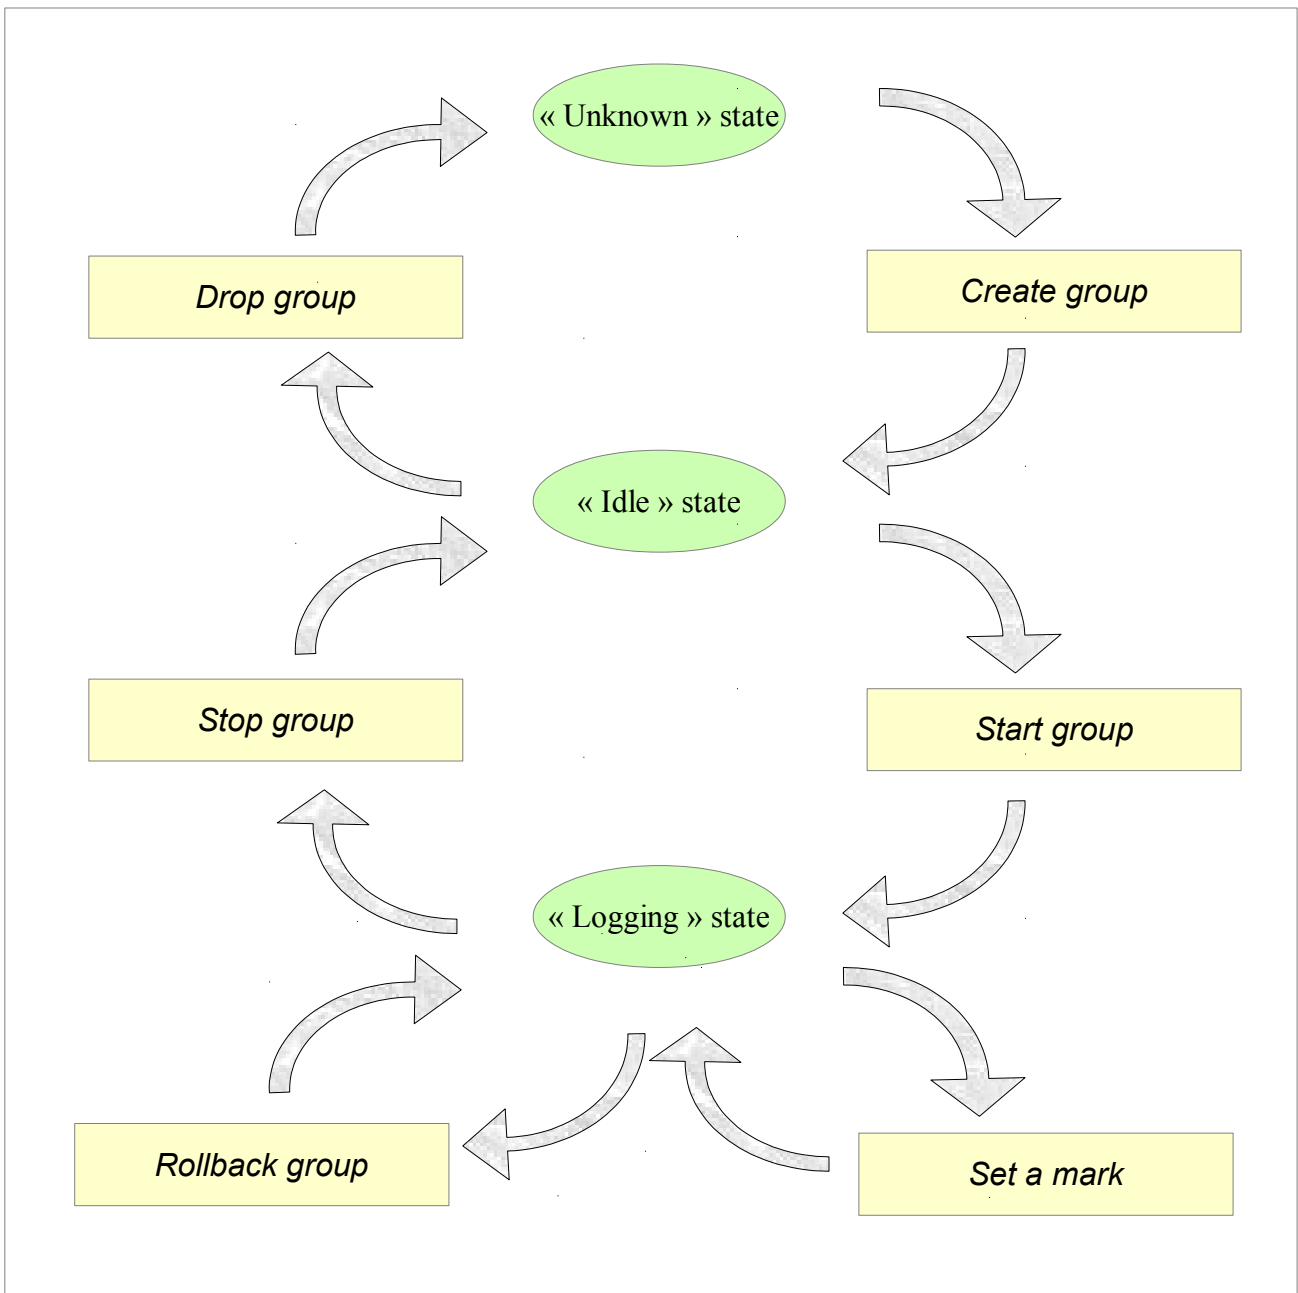 « Unknown » state
Drop group
Create group
« Idle » state
Stop group
Start group
« Logging » state
Rollback group
Set a mark